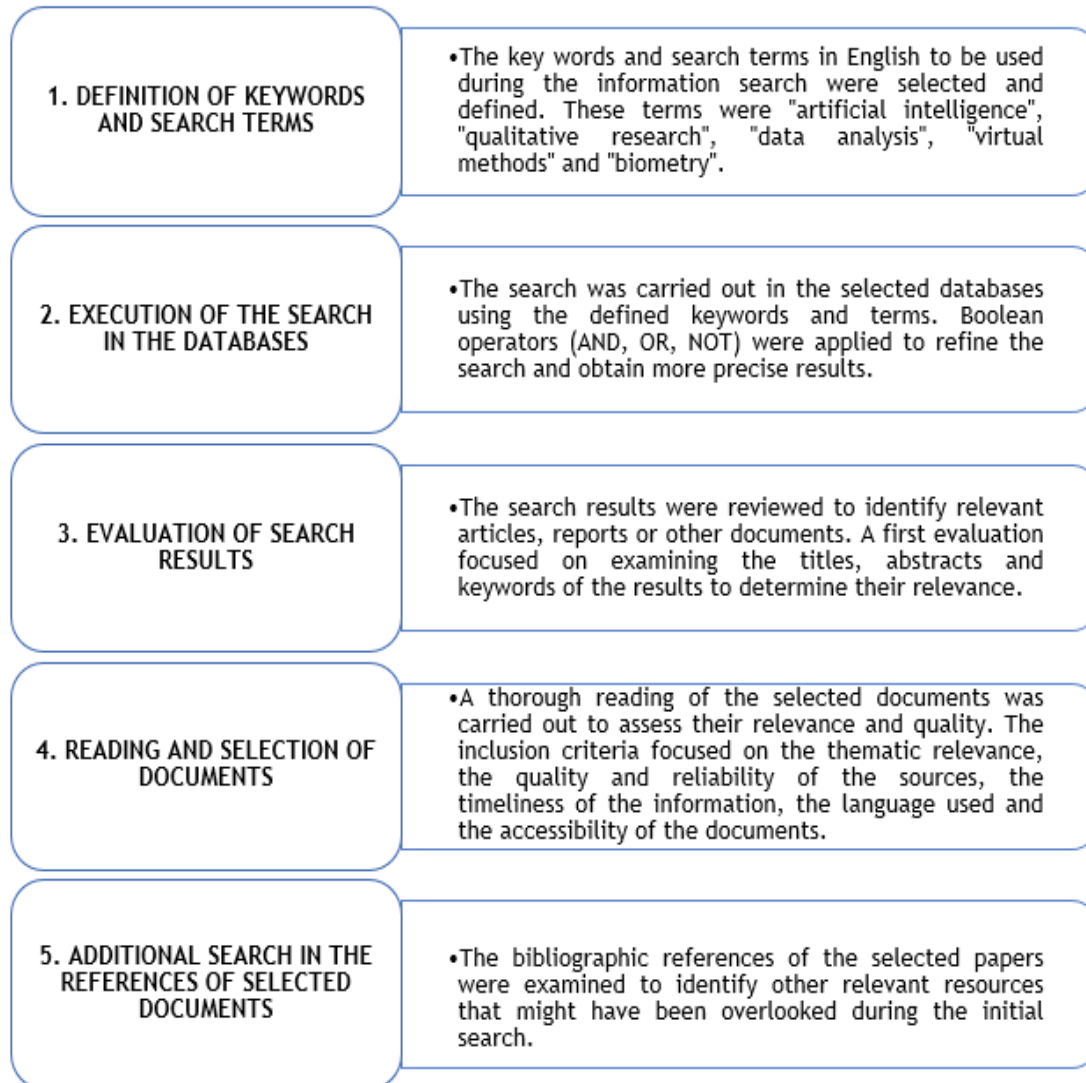 1. DEFINITION OF KEYWORDS
AND SEARCH TERMS
•The key words and search terms in English to be used
during the information search were selected and
defined. These terms were "artificial intelligence",
"qualitative research", "data analysis", "virtual
methods" and "biometry".
2. EXECUTION OF THE SEARCH
IN THE DATABASES
•The search was carried out in the selected databases
using the defined keywords and terms. Boolean
operators (AND, OR, NOT) were applied to refine the
search and obtain more precise results.
3. EVALUATION OF SEARCH
RESULTS
•The search results were reviewed to identify relevant
articles, reports or other documents. A first evaluation
focused on examining the titles, abstracts and
keywords of the results to determine their relevance.
4. READING AND SELECTION OF
DOCUMENTS
•A thorough reading of the selected documents was
carried out to assess their relevance and quality. The
inclusion criteria focused on the thematic relevance,
the quality and reliability of the sources, the
timeliness of the information, the language used and
the accessibility of the documents.
5. ADDITIONAL SEARCH IN THE
REFERENCES OF SELECTED
DOCUMENTS
•The bibliographic references of the selected papers
were examined to identify other relevant resources
that might have been overlooked during the initial
search.